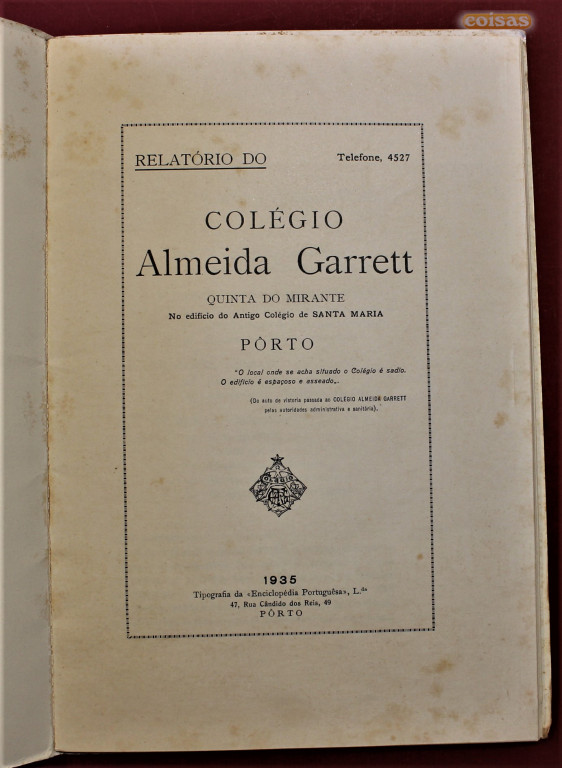 coisas
RELATÓRIO DO
Telefone, 4527
COLÉGIO
Almeida Garrett
QUINTA DO MIRANTE
No edifício do Antigo Colégio de SANTA MARIA
PÔRTO
"O local onde se acha situado o Colégio é sadio.
O edifício é espaçoso e asseado„.
(Do auto de vistoria passada ao COLÉGIO ALMEIDA GARRETT
pelas autoridades administrativa e sanitária).
1935
Tipografia da «Enciclopédia Portuguêsa», L.da
47, Rua Cândido dos Reis, 49
PÔRTO